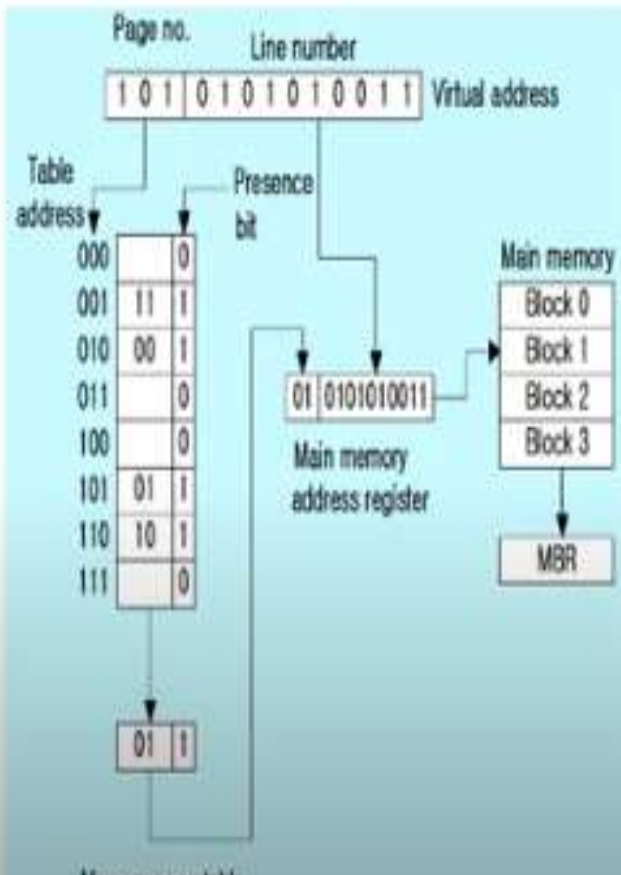 Page no.
Line number
1 0 1 0 1 0 1 0 1 0 0 1 1 Virtual address
Table address
Presence bit
000 0
001 11 1
010 00 1
011 0
100 0
101 01 1
110 10 1
111 0
01 1
01 0101010011
Main memory
address register
Main memory
Block 0
Block 1
Block 2
Block 3
MBR